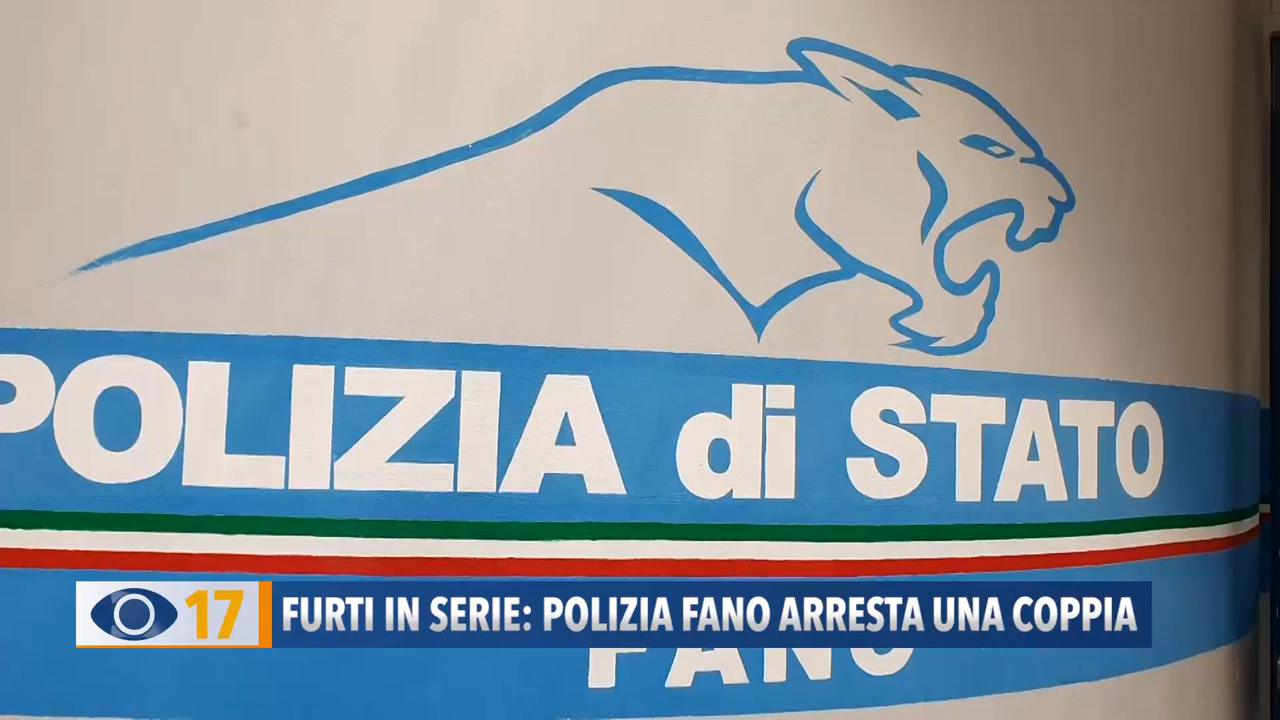 POLIZIA di STATO
17
FURTI IN SERIE: POLIZIA FANO ARRESTA UNA COPPIA
FANO